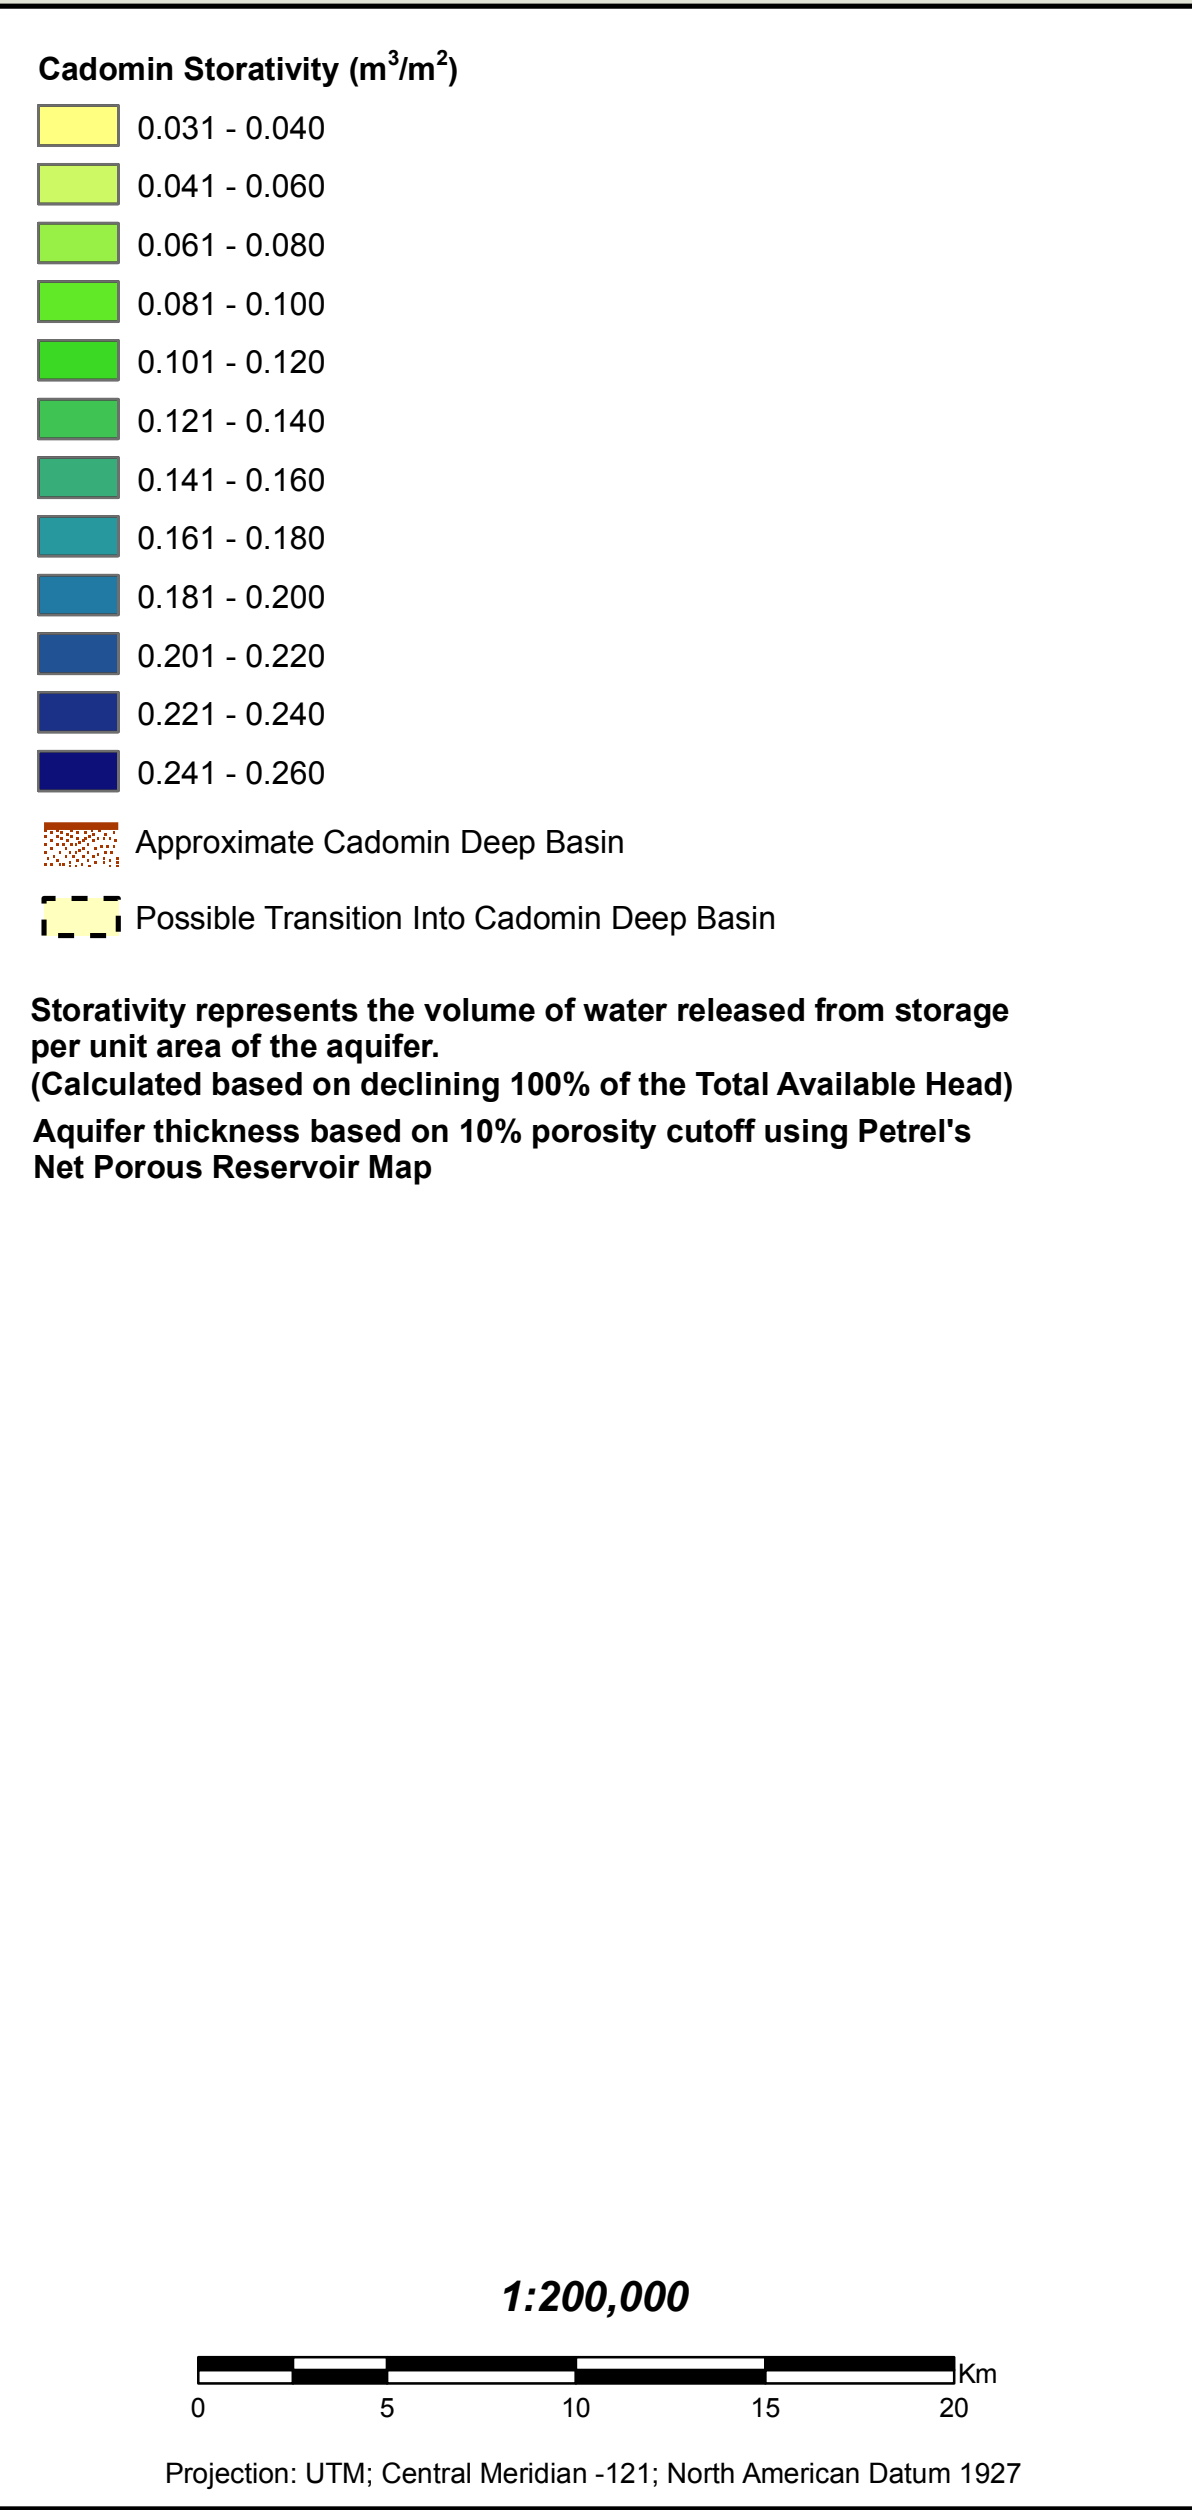 Cadomin Storativity (m³/m²)
0.031 - 0.040
0.041 - 0.060
0.061 - 0.080
0.081 - 0.100
0.101 - 0.120
0.121 - 0.140
0.141 - 0.160
0.161 - 0.180
0.181 - 0.200
0.201 - 0.220
0.221 - 0.240
0.241 - 0.260
Approximate Cadomin Deep Basin
Possible Transition Into Cadomin Deep Basin
Storativity represents the volume of water released from storage
per unit area of the aquifer.
(Calculated based on declining 100% of the Total Available Head)
Aquifer thickness based on 10% porosity cutoff using Petrel's
Net Porous Reservoir Map
1:200,000
Km
0 5 10 15 20
Projection: UTM; Central Meridian -121; North American Datum 1927